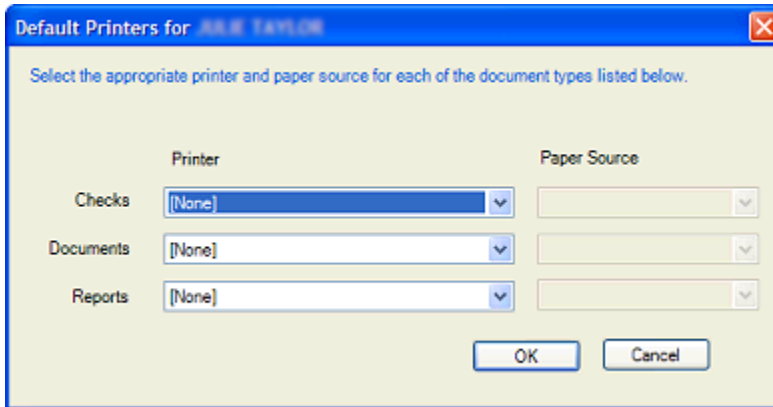 Default Printers for
Select the appropriate printer and paper source for each of the document types listed below.
Printer Paper Source
Checks [None]
Documents [None]
Reports [None]
OK Cancel